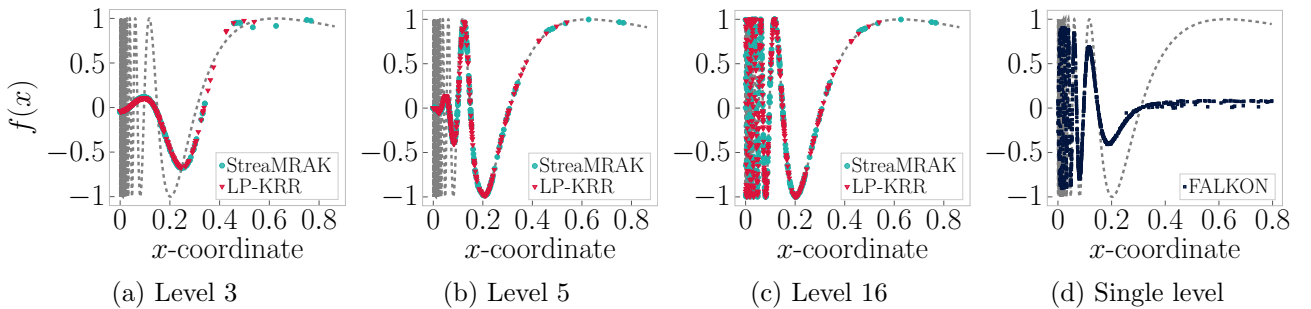 f(x)
1
0.5
0
−0.5
−1
StreaMRAK
LP-KRR
0 0.2 0.4 0.6 0.8
x-coordinate
(a) Level 3
1
0.5
0
−0.5
−1
StreaMRAK
LP-KRR
0 0.2 0.4 0.6 0.8
x-coordinate
(b) Level 5
1
0.5
0
−0.5
−1
StreaMRAK
LP-KRR
0 0.2 0.4 0.6 0.8
x-coordinate
(c) Level 16
1
0.5
0
−0.5
−1
FALKON
0 0.2 0.4 0.6 0.8
x-coordinate
(d) Single level